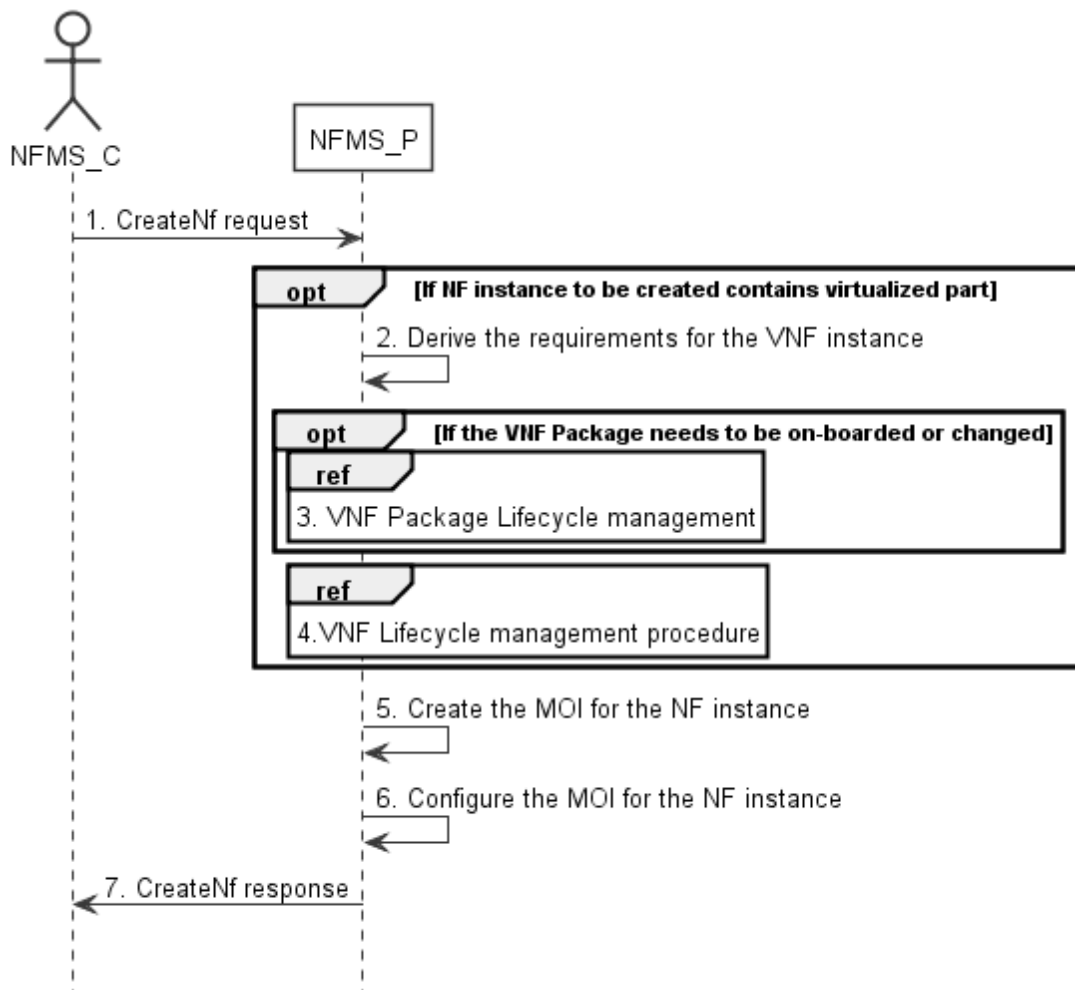 NFMS_C
NFMS_P
1. CreateNf request
opt [If NF instance to be created contains virtualized part]
2. Derive the requirements for the VNF instance
opt [If the VNF Package needs to be on-boarded or changed]
ref
3. VNF Package Lifecycle management
ref
4.VNF Lifecycle management procedure
5. Create the MOI for the NF instance
6. Configure the MOI for the NF instance
7. CreateNf response